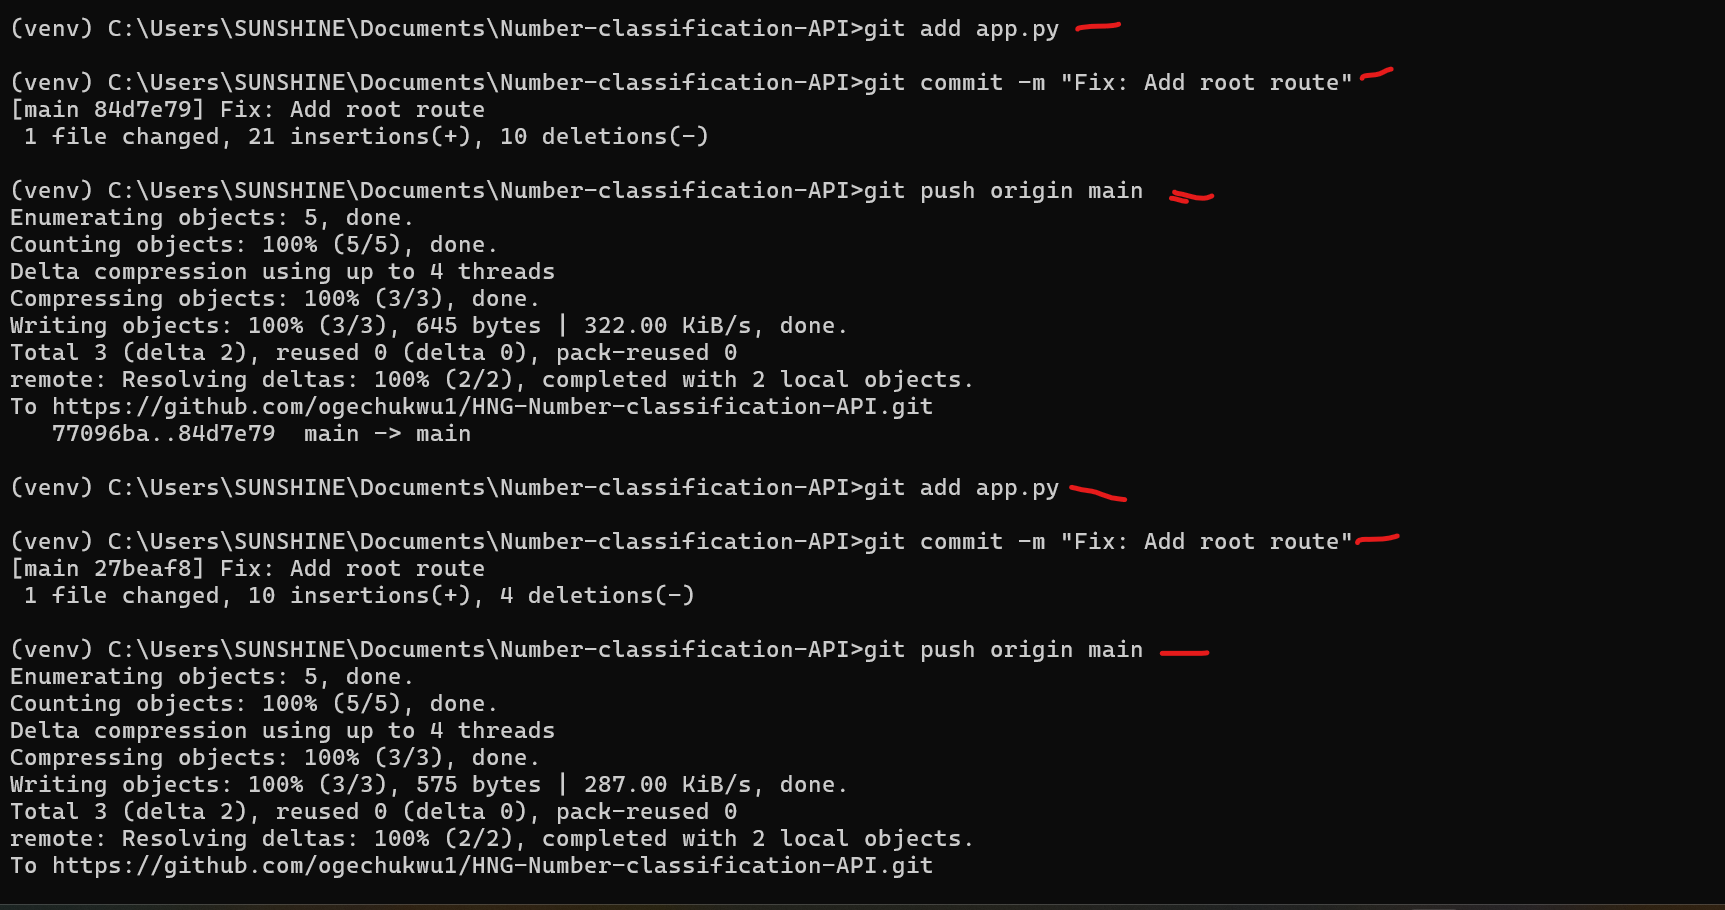 (venv) C:\Users\SUNSHINE\Documents\Number-classification-API>git add app.py
(venv) C:\Users\SUNSHINE\Documents\Number-classification-API>git commit -m "Fix: Add root route"
[main 84d7e79] Fix: Add root route
 1 file changed, 21 insertions(+), 10 deletions(-)
(venv) C:\Users\SUNSHINE\Documents\Number-classification-API>git push origin main
Enumerating objects: 5, done.
Counting objects: 100% (5/5), done.
Delta compression using up to 4 threads
Compressing objects: 100% (3/3), done.
Writing objects: 100% (3/3), 645 bytes | 322.00 KiB/s, done.
Total 3 (delta 2), reused 0 (delta 0), pack-reused 0
remote: Resolving deltas: 100% (2/2), completed with 2 local objects.
To https://github.com/ogechukwu1/HNG-Number-classification-API.git
   77096ba..84d7e79  main -> main
(venv) C:\Users\SUNSHINE\Documents\Number-classification-API>git add app.py
(venv) C:\Users\SUNSHINE\Documents\Number-classification-API>git commit -m "Fix: Add root route"
[main 27beaf8] Fix: Add root route
 1 file changed, 10 insertions(+), 4 deletions(-)
(venv) C:\Users\SUNSHINE\Documents\Number-classification-API>git push origin main
Enumerating objects: 5, done.
Counting objects: 100% (5/5), done.
Delta compression using up to 4 threads
Compressing objects: 100% (3/3), done.
Writing objects: 100% (3/3), 575 bytes | 287.00 KiB/s, done.
Total 3 (delta 2), reused 0 (delta 0), pack-reused 0
remote: Resolving deltas: 100% (2/2), completed with 2 local objects.
To https://github.com/ogechukwu1/HNG-Number-classification-API.git